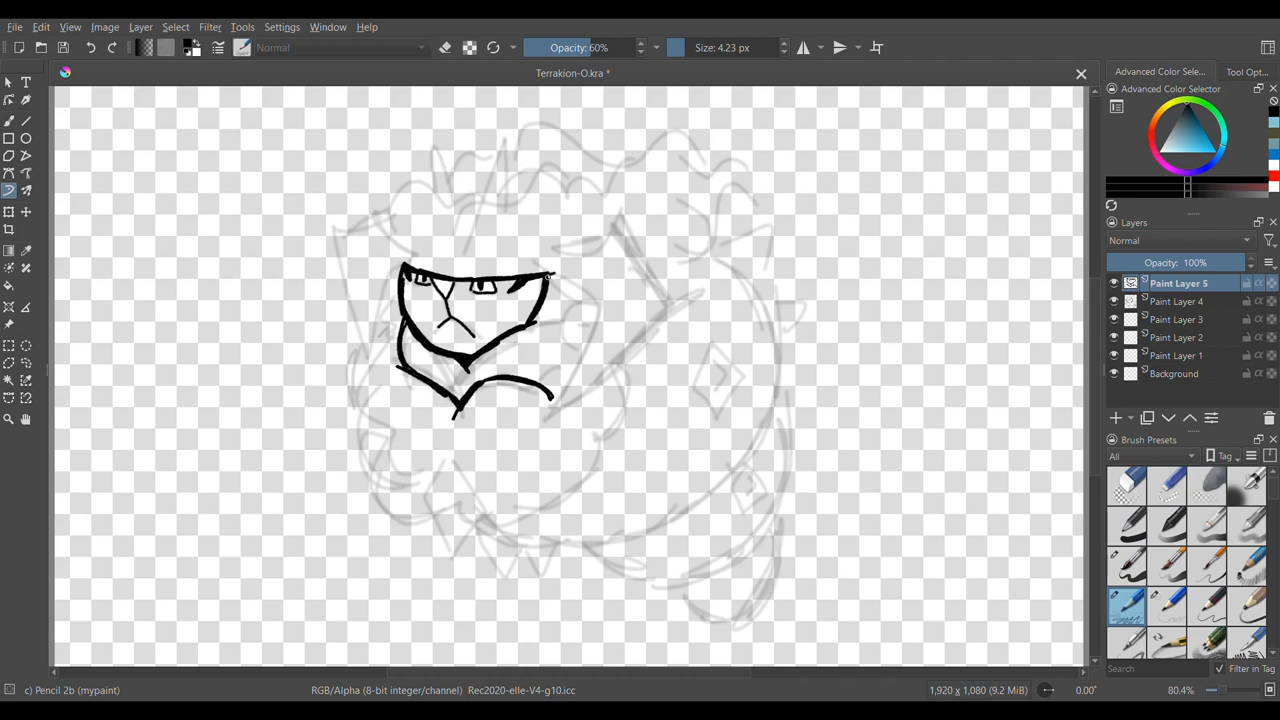 File Edit View Image Layer Select Filter Tools Settings Window Help
Normal Opacity: 60% Size: 4.23 px
Terrakion-O.kra *
Advanced Color Sele... Tool Opt...
Advanced Color Selector
Layers
Normal
Opacity: 100%
Paint Layer 5
Paint Layer 4
Paint Layer 3
Paint Layer 2
Paint Layer 1
Background
Brush Presets
All Tag
Search Filter in Tag
c) Pencil 2b (mypaint) RGB/Alpha (8-bit integer/channel) Rec2020-elle-V4-g10.icc 1,920 x 1,080 (9.2 MiB) 0.00° 80.4%